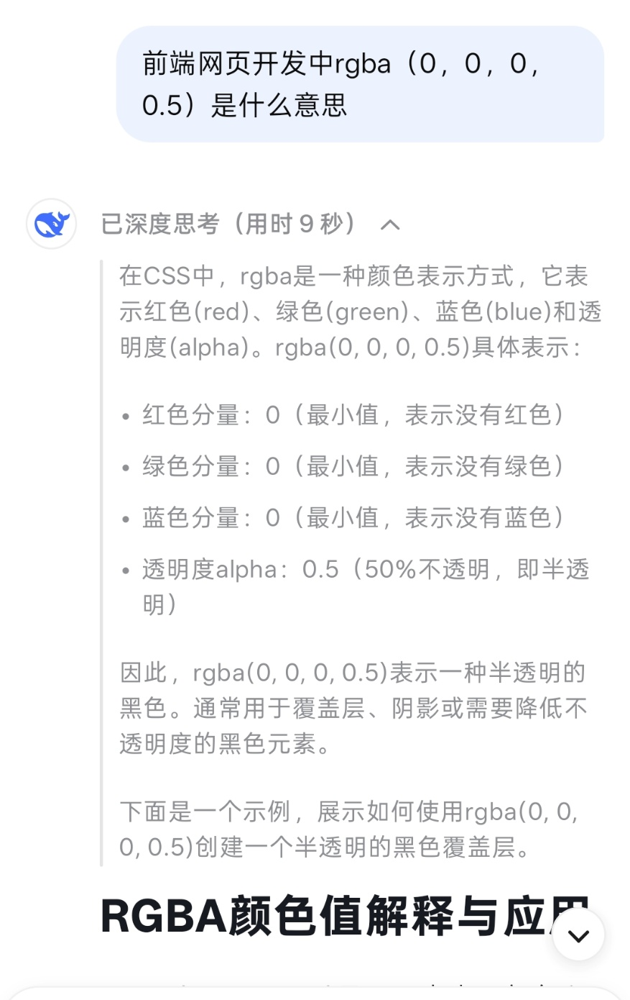 前端网页开发中rgba（0，0，0，
0.5）是什么意思
已深度思考（用时 9 秒）
在CSS中，rgba是一种颜色表示方式，它表
示红色(red)、绿色(green)、蓝色(blue)和透
明度(alpha)。rgba(0, 0, 0, 0.5)具体表示：
• 红色分量：0（最小值，表示没有红色）
• 绿色分量：0（最小值，表示没有绿色）
• 蓝色分量：0（最小值，表示没有蓝色）
• 透明度alpha：0.5（50%不透明，即半透
明）
因此，rgba(0, 0, 0, 0.5)表示一种半透明的
黑色。通常用于覆盖层、阴影或需要降低不
透明度的黑色元素。
下面是一个示例，展示如何使用rgba(0, 0,
0, 0.5)创建一个半透明的黑色覆盖层。
RGBA颜色值解释与应用